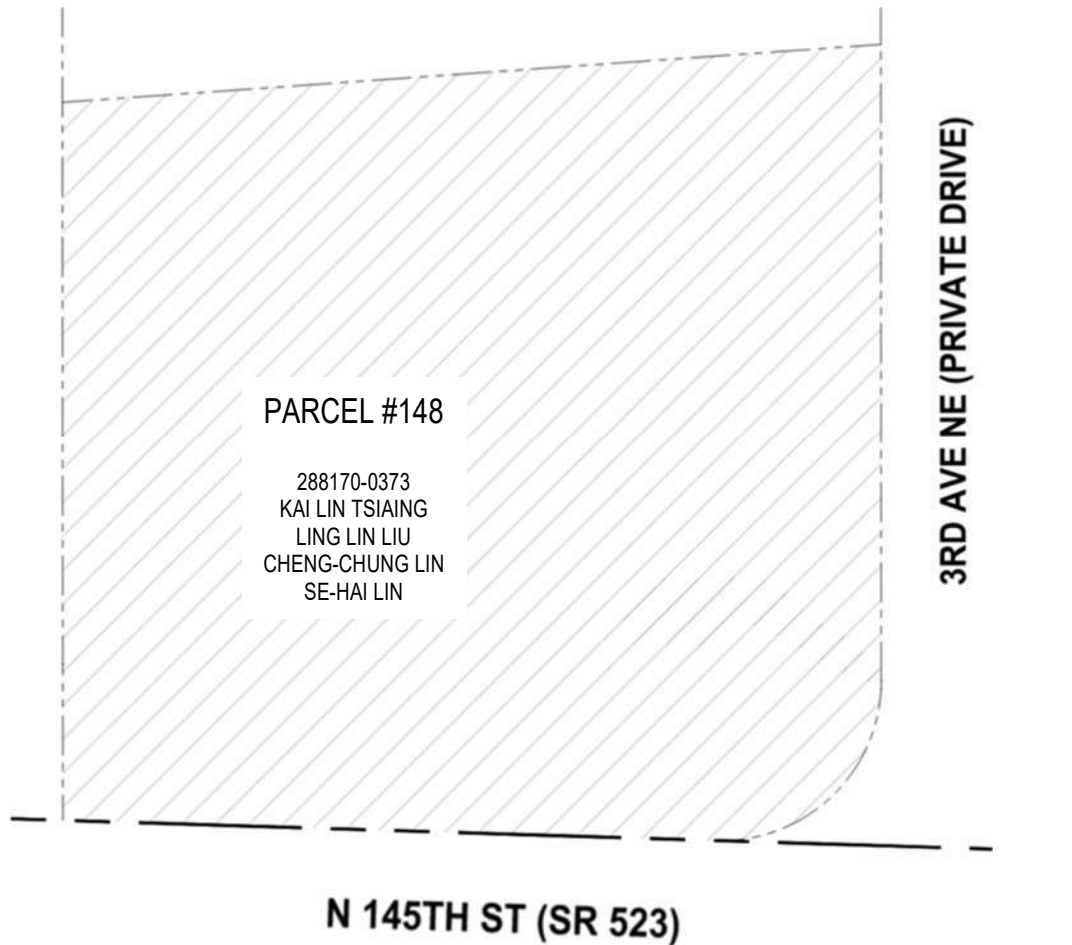 PARCEL #148
288170-0373
KAI LIN TSIAING
LING LIN LIU
CHENG-CHUNG LIN
SE-HAI LIN
3RD AVE NE (PRIVATE DRIVE)
N 145TH ST (SR 523)